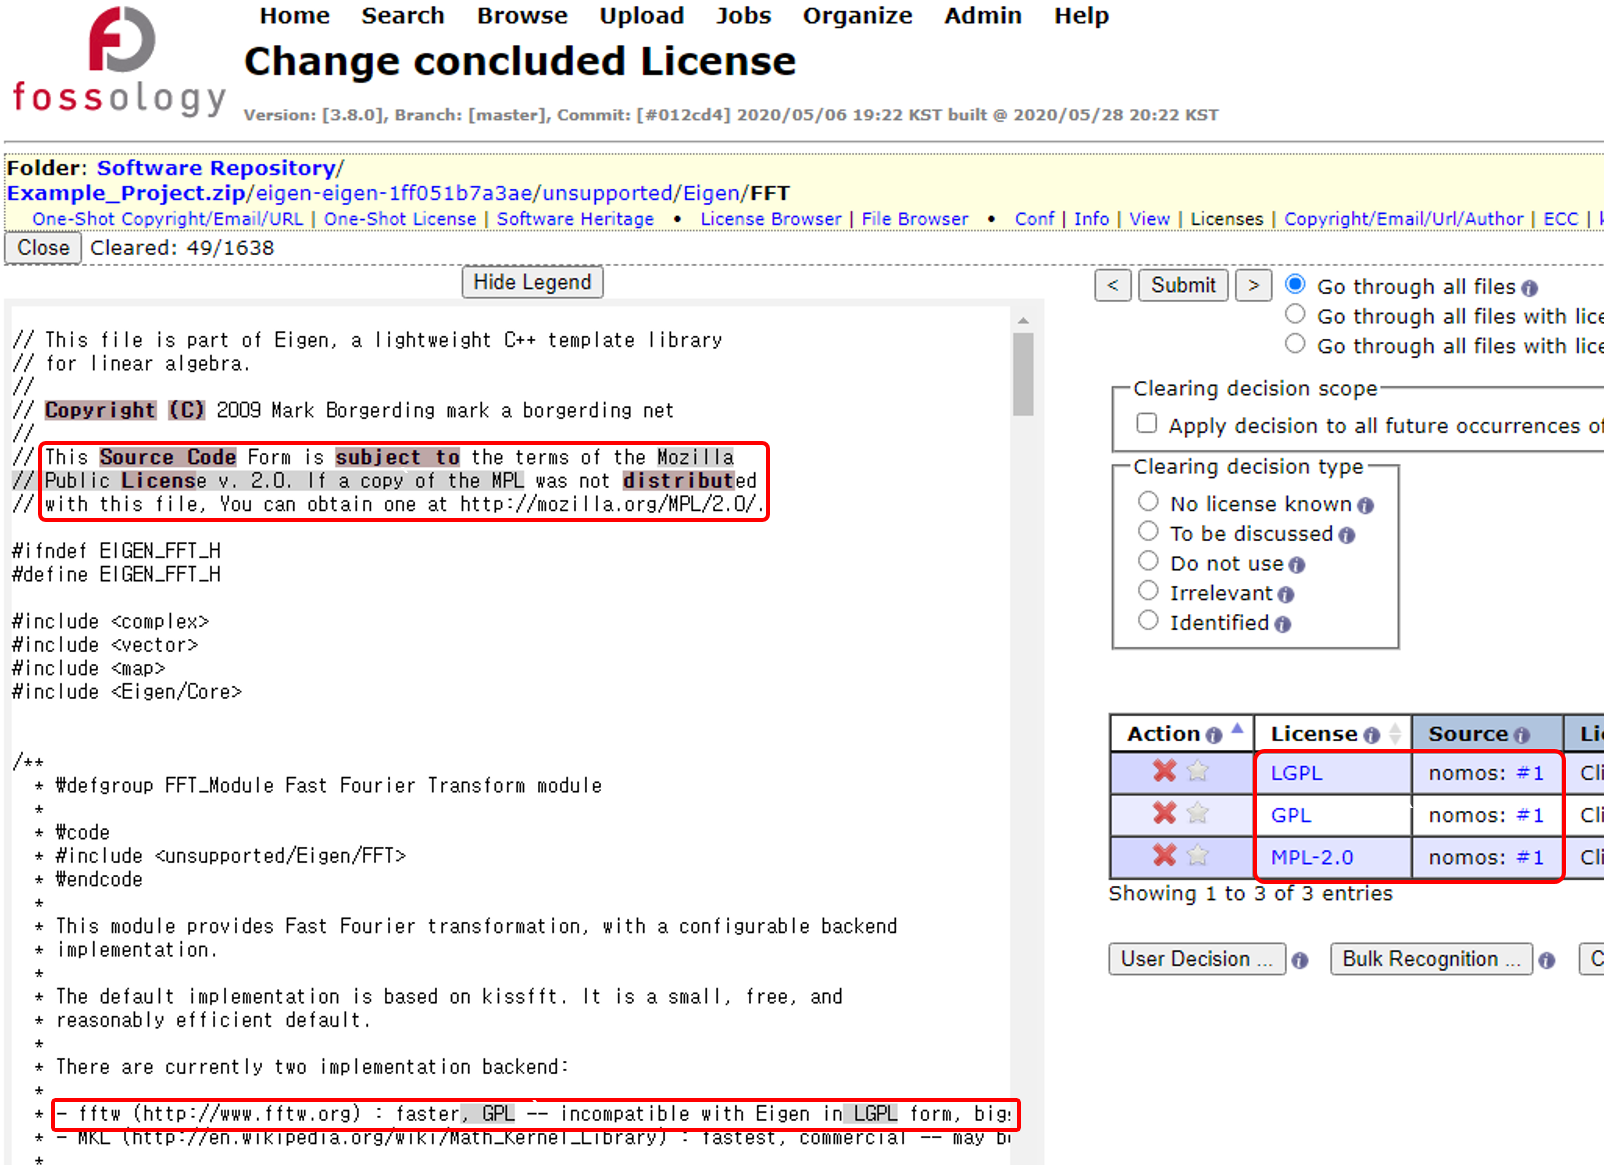 Home Search Browse Upload Jobs Organize Admin Help
fossology
Change concluded License
Version: [3.8.0], Branch: [master], Commit: [#012cd4] 2020/05/06 19:22 KST built @ 2020/05/28 20:22 KST
Folder: Software Repository/
Example_Project.zip/eigen-eigen-1ff051b7a3ae/unsupported/Eigen/FFT
One-Shot Copyright/Email/URL | One-Shot License | Software Heritage • License Browser | File Browser • Conf | Info | View | Licenses | Copyright/Email/Url/Author | ECC |
Close Cleared: 49/1638
Hide Legend
// This file is part of Eigen, a lightweight C++ template library
// for linear algebra.
//
// Copyright (C) 2009 Mark Borgerding mark a borgerding net
//
// This Source Code Form is subject to the terms of the Mozilla
// Public License v. 2.0. If a copy of the MPL was not distributed
// with this file, You can obtain one at http://mozilla.org/MPL/2.0/.
#ifndef EIGEN_FFT_H
#define EIGEN_FFT_H
#include <complex>
#include <vector>
#include <map>
#include <Eigen/Core>
/**
* ₩defgroup FFT_Module Fast Fourier Transform module
*
* ₩code
* #include <unsupported/Eigen/FFT>
* ₩endcode
*
* This module provides Fast Fourier transformation, with a configurable backend
* implementation.
*
* The default implementation is based on kissfft. It is a small, free, and
* reasonably efficient default.
*
* There are currently two implementation backend:
*
* - fftw (http://www.fftw.org) : faster, GPL -- incompatible with Eigen in LGPL form, big
* - MKL (http://en.wikipedia.org/wiki/Math_Kernel_Library) : fastest, commercial -- may b
*
< Submit >
Go through all files
Go through all files with lice
Go through all files with lice
Clearing decision scope
Apply decision to all future occurrences of
Clearing decision type
No license known
To be discussed
Do not use
Irrelevant
Identified
Action License Source Li
LGPL nomos: #1 Cli
GPL nomos: #1 Cli
MPL-2.0 nomos: #1 Cli
Showing 1 to 3 of 3 entries
User Decision ... Bulk Recognition ... C